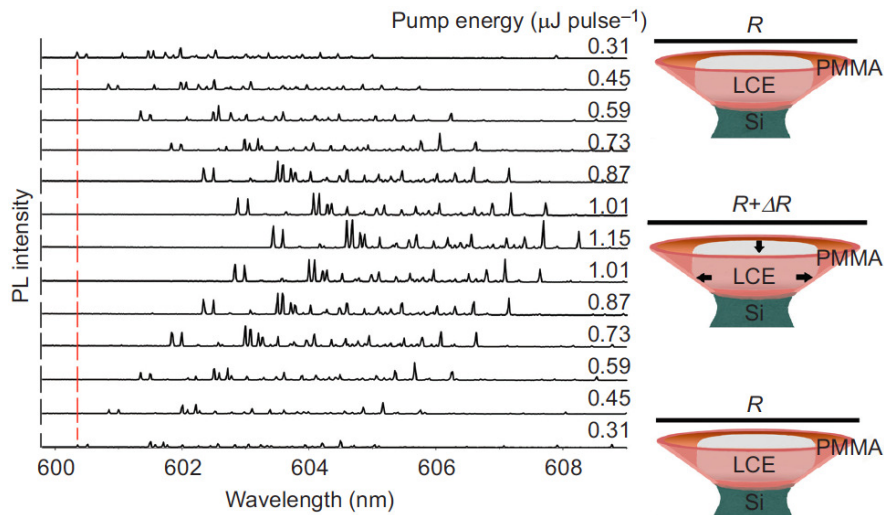 Pump energy (μJ pulse⁻¹)
0.31
0.45
0.59
0.73
0.87
1.01
1.15
1.01
0.87
0.73
0.59
0.45
0.31
PL intensity
600 602 604 606 608
Wavelength (nm)
R
PMMA
LCE
Si
R+ΔR
PMMA
LCE
Si
R
PMMA
LCE
Si